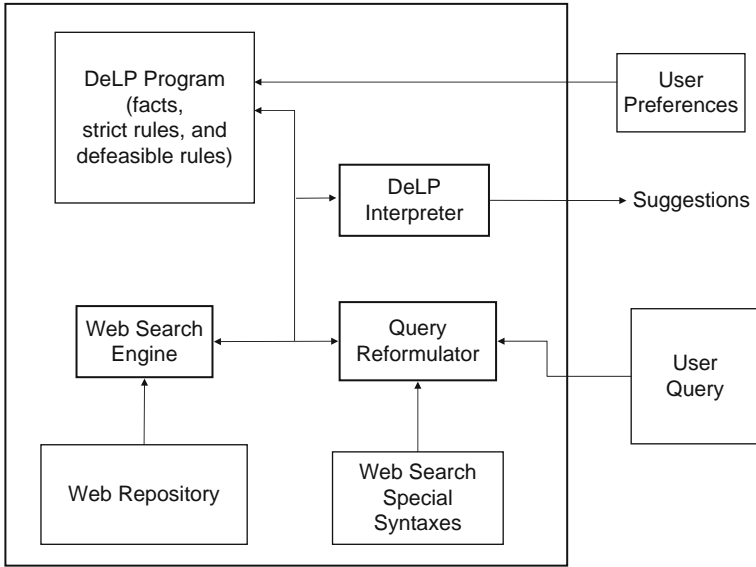 DeLP Program
(facts,
strict rules, and
defeasible rules)
User
Preferences
DeLP
Interpreter
Suggestions
Web Search
Engine
Query
Reformulator
User
Query
Web Repository
Web Search
Special
Syntaxes